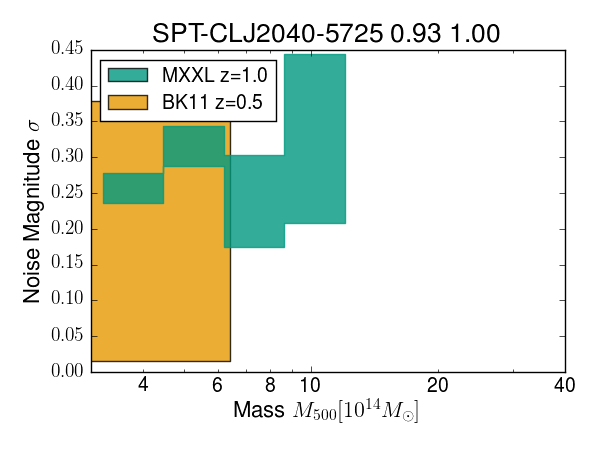 SPT-CLJ2040-5725 0.93 1.00
MXXL z=1.0
BK11 z=0.5
Noise Magnitude σ
0.45
0.40
0.35
0.30
0.25
0.20
0.15
0.10
0.05
0.00
4 6 8 10 20 40
Mass M₅₀₀[10¹⁴M☉]